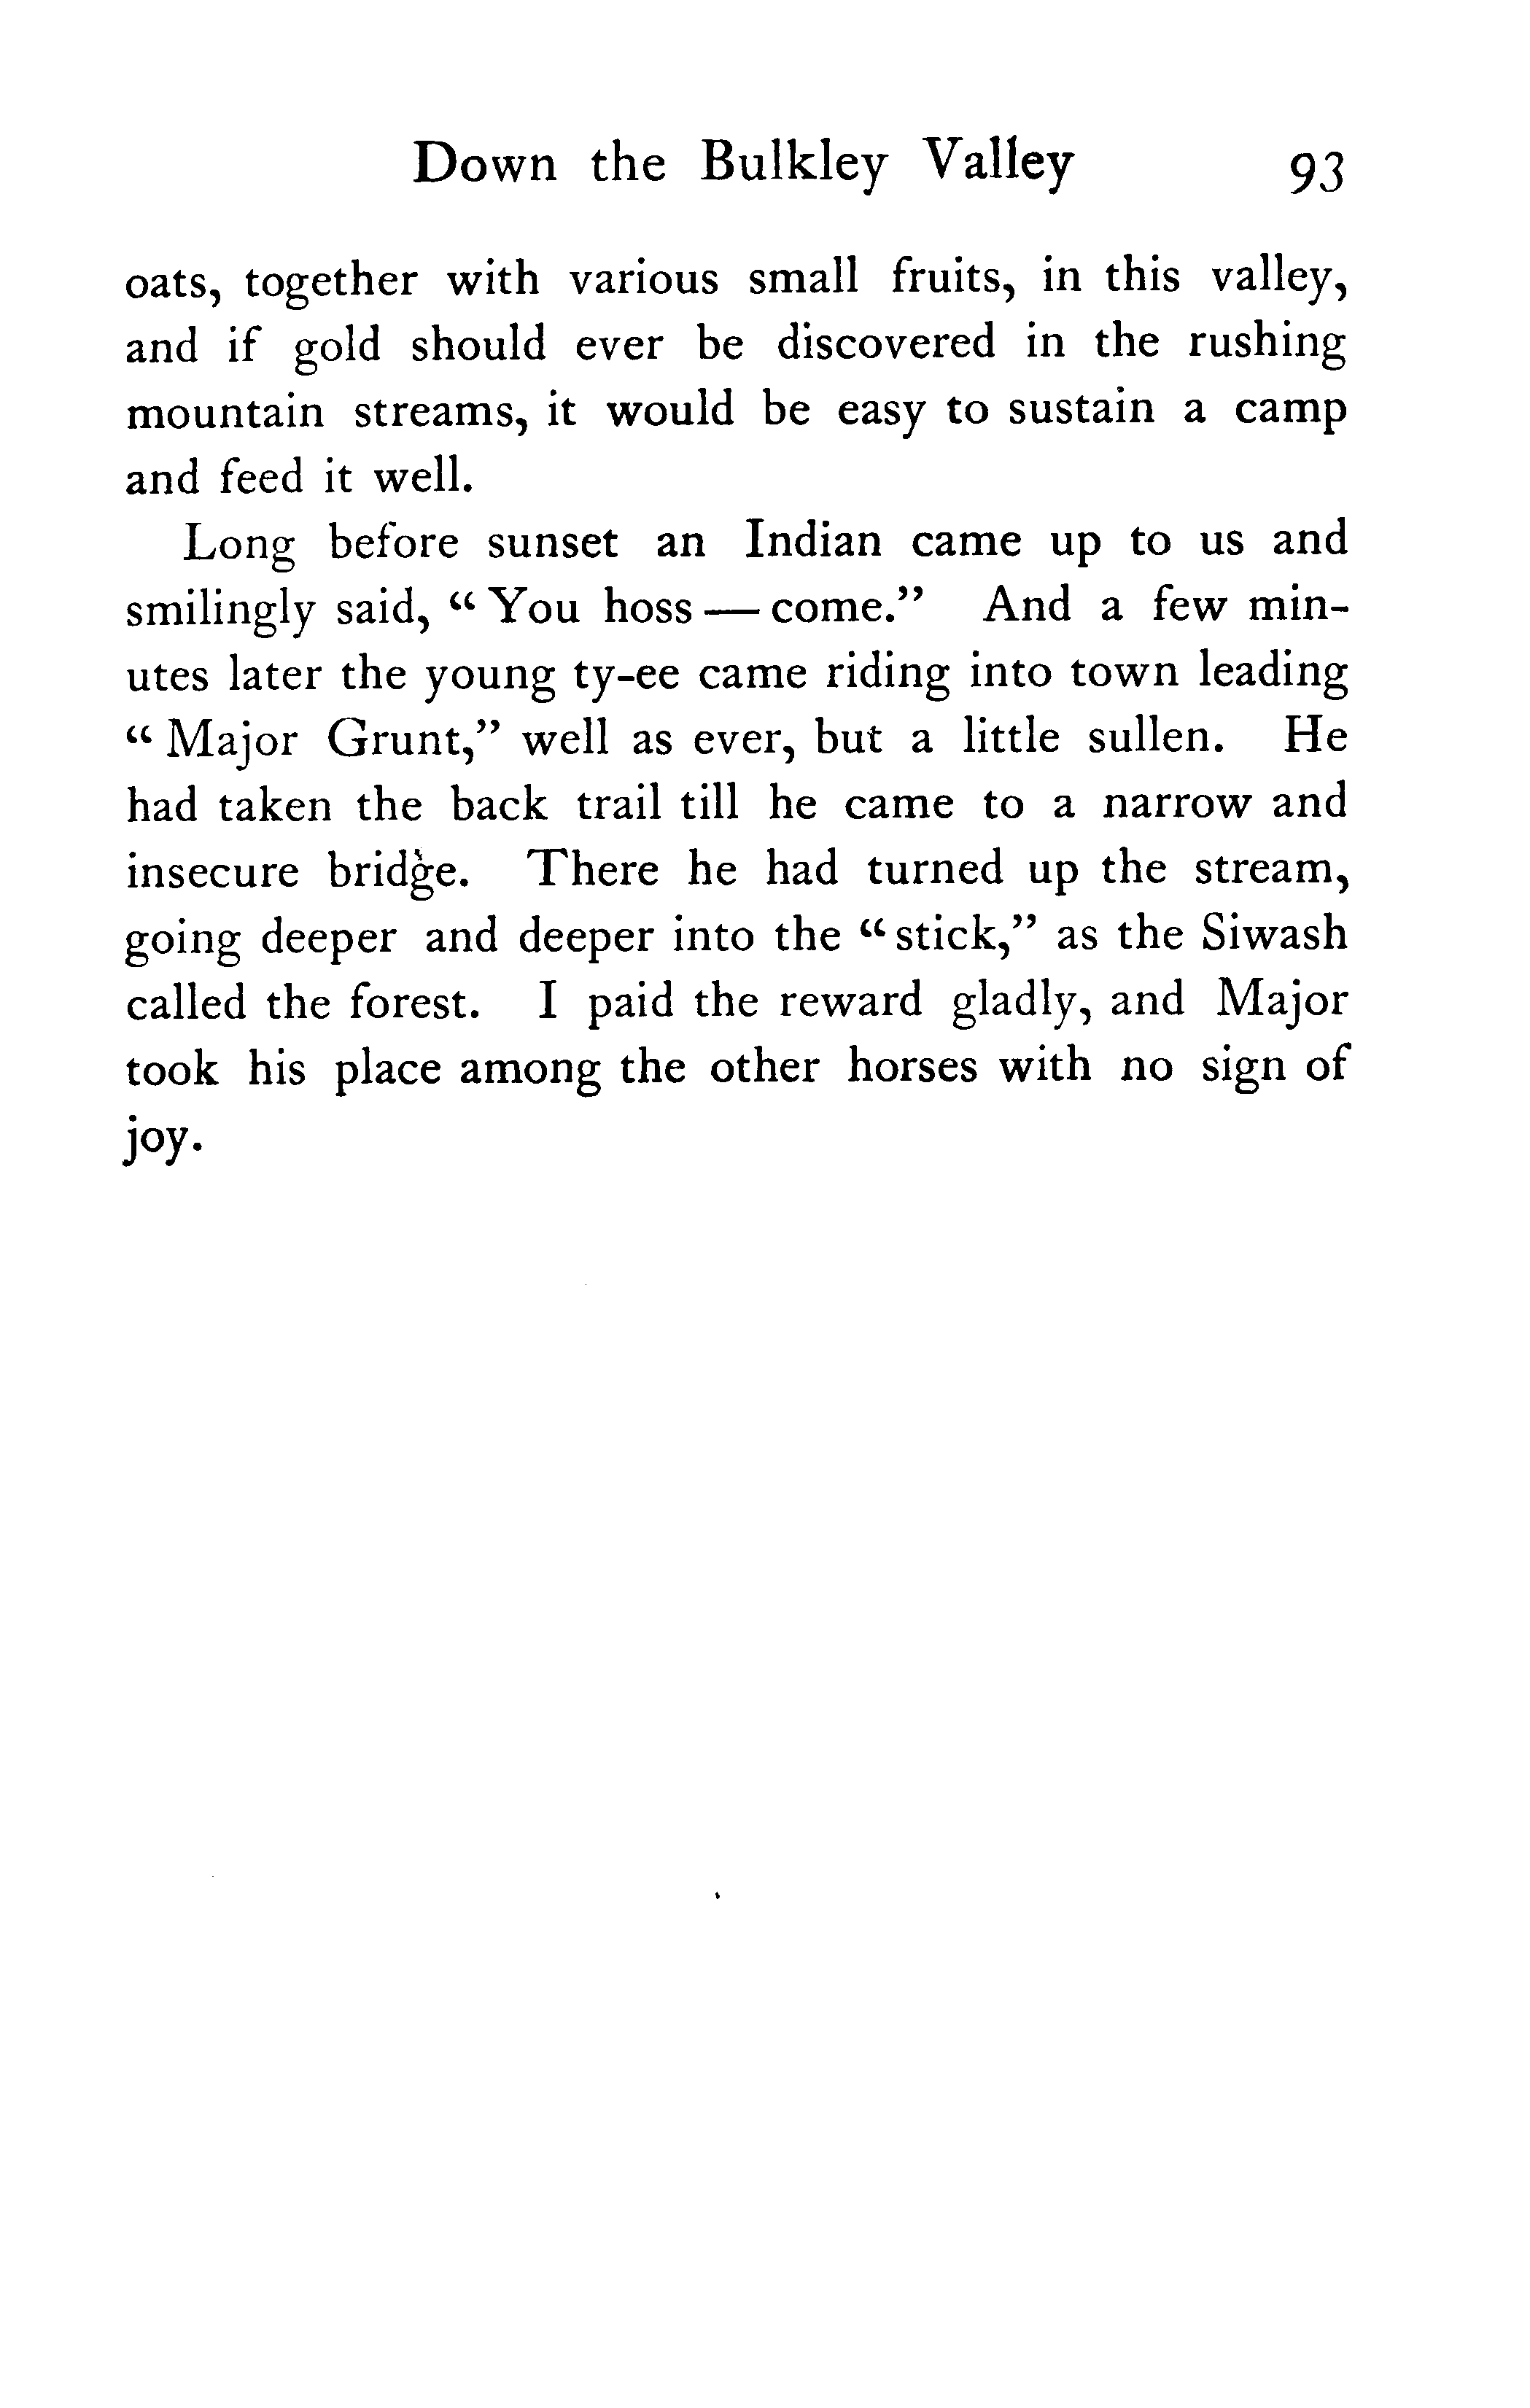 Down the Bulkley Valley 93
oats, together with various small fruits, in this valley,
and if gold should ever be discovered in the rushing
mountain streams, it would be easy to sustain a camp
and feed it well.
Long before sunset an Indian came up to us and
smilingly said, “ You hoss — come.” And a few min-
utes later the young ty-ee came riding into town leading
“ Major Grunt,” well as ever, but a little sullen. He
had taken the back trail till he came to a narrow and
insecure bridge. There he had turned up the stream,
going deeper and deeper into the “ stick,” as the Siwash
called the forest. I paid the reward gladly, and Major
took his place among the other horses with no sign of
joy.